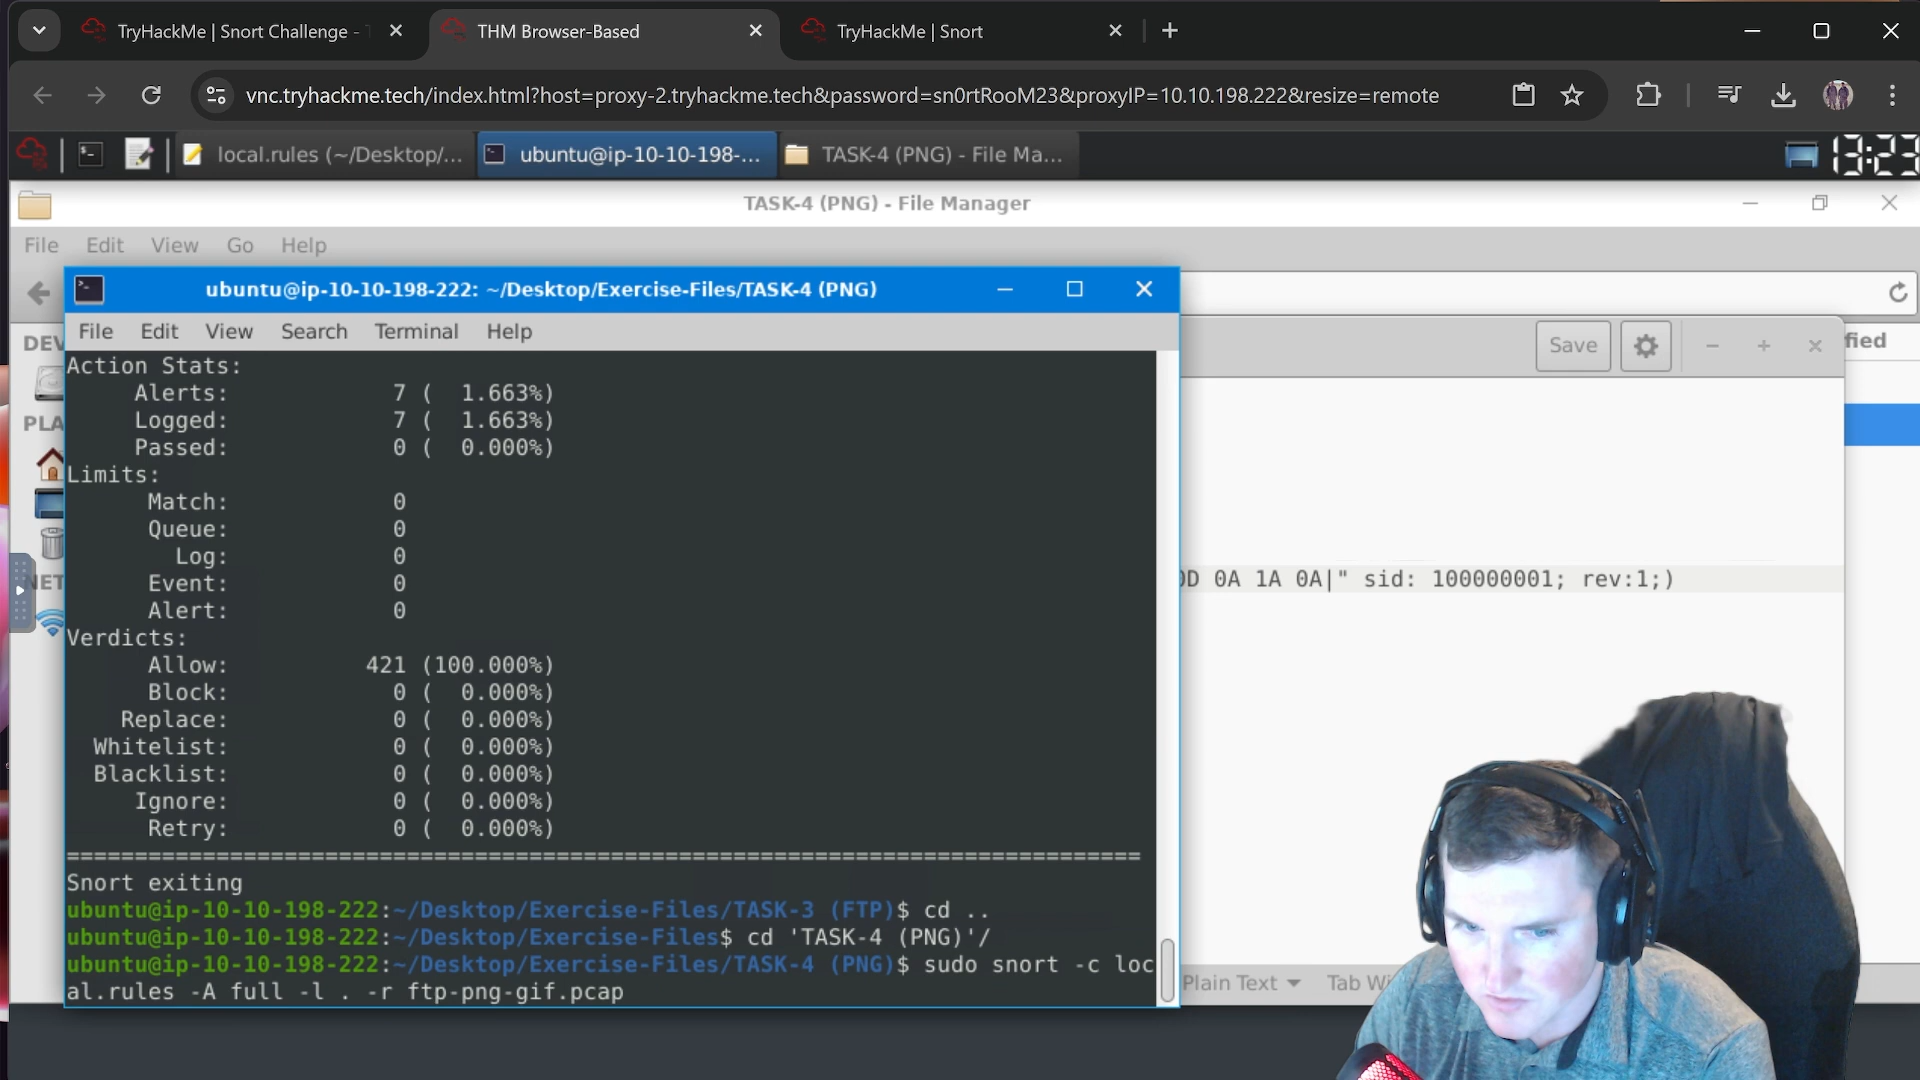 TryHackMe | Snort Challenge -
THM Browser-Based
TryHackMe | Snort
vnc.tryhackme.tech/index.html?host=proxy-2.tryhackme.tech&password=sn0rtRooM23&proxyIP=10.10.198.222&resize=remote
local.rules (~/Desktop/...
ubuntu@ip-10-10-198-...
TASK-4 (PNG) - File Ma...
13:23
TASK-4 (PNG) - File Manager
File Edit View Go Help
ubuntu@ip-10-10-198-222: ~/Desktop/Exercise-Files/TASK-4 (PNG)
File Edit View Search Terminal Help
DEV
PLA
NET
Save
fied
Action Stats:
Alerts: 7 ( 1.663%)
Logged: 7 ( 1.663%)
Passed: 0 ( 0.000%)
Limits:
Match: 0
Queue: 0
Log: 0
Event: 0
Alert: 0
Verdicts:
Allow: 421 (100.000%)
Block: 0 ( 0.000%)
Replace: 0 ( 0.000%)
Whitelist: 0 ( 0.000%)
Blacklist: 0 ( 0.000%)
Ignore: 0 ( 0.000%)
Retry: 0 ( 0.000%)
===============================================================================
Snort exiting
ubuntu@ip-10-10-198-222:~/Desktop/Exercise-Files/TASK-3 (FTP)$ cd ..
ubuntu@ip-10-10-198-222:~/Desktop/Exercise-Files$ cd 'TASK-4 (PNG)'/
ubuntu@ip-10-10-198-222:~/Desktop/Exercise-Files/TASK-4 (PNG)$ sudo snort -c loc
al.rules -A full -l . -r ftp-png-gif.pcap
0D 0A 1A 0A|" sid: 100000001; rev:1;)
Plain Text
Tab Wi